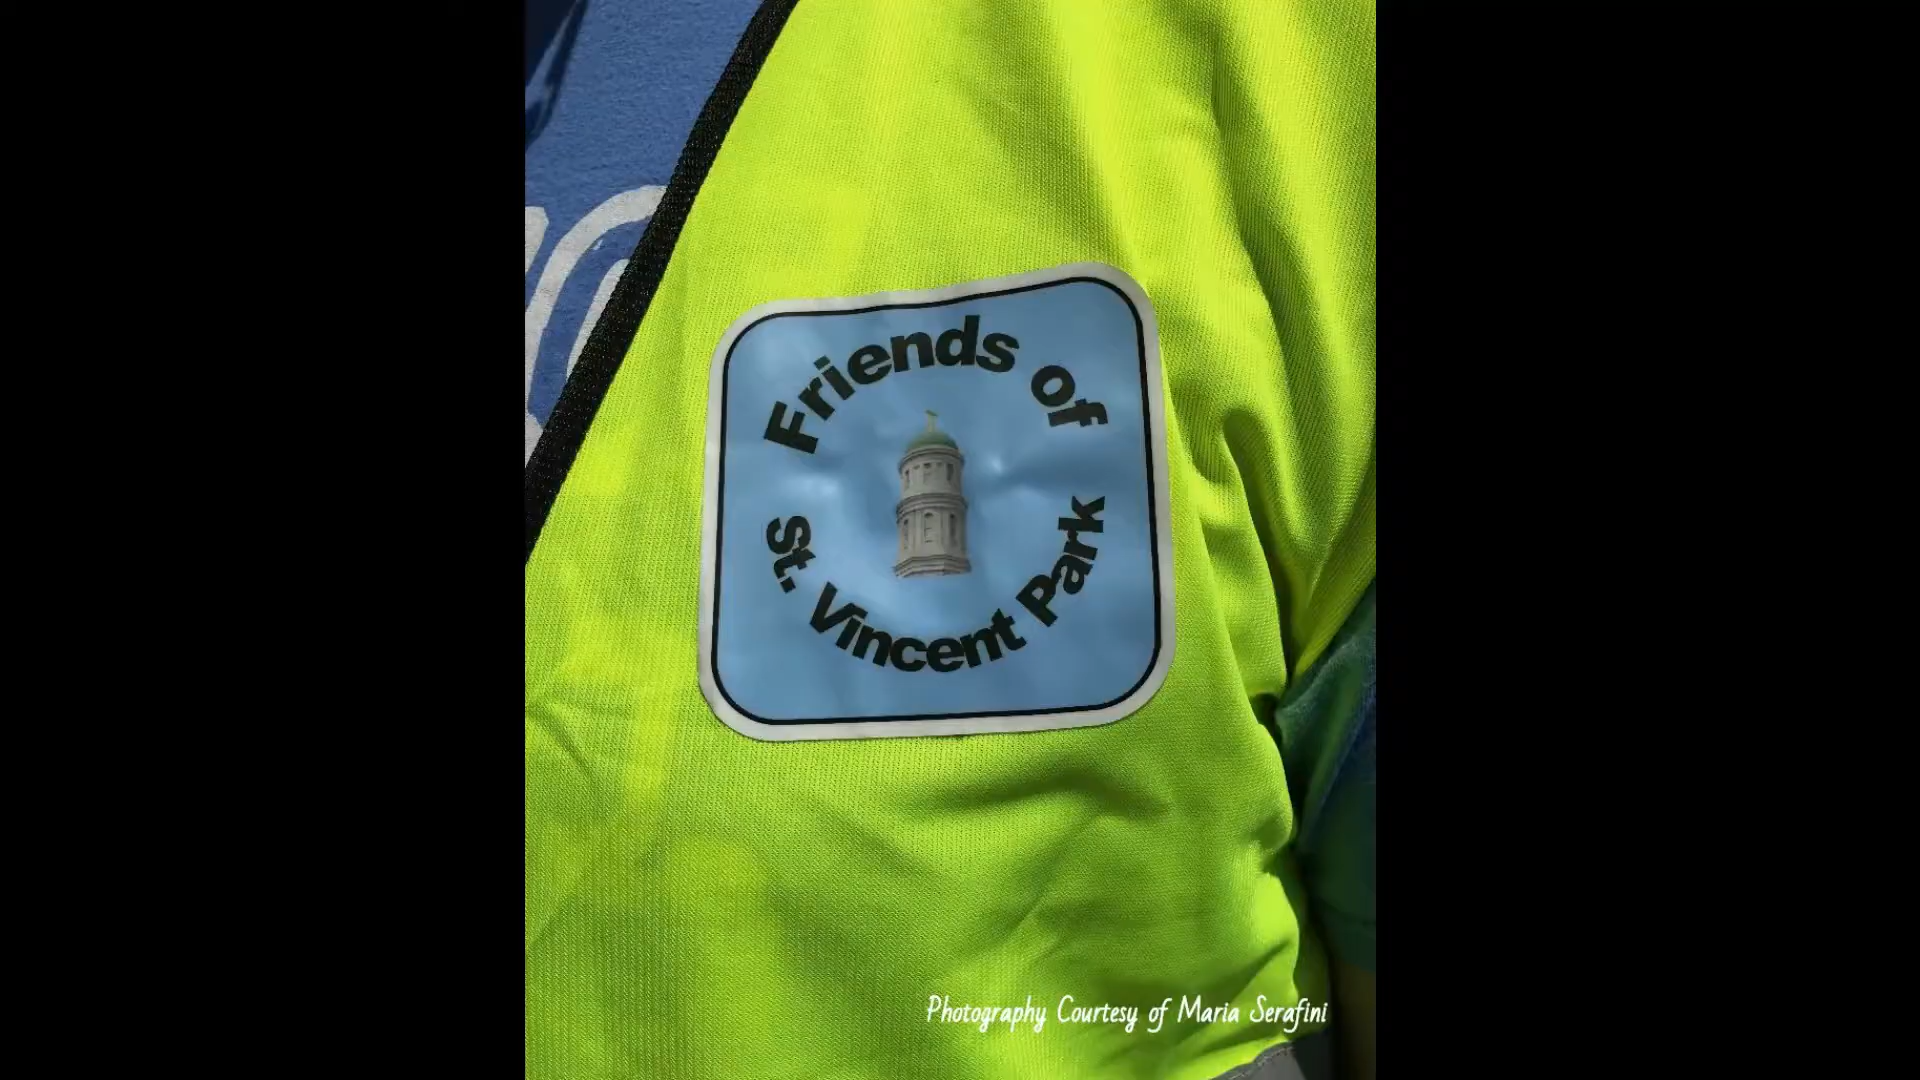 Friends of
St. Vincent Park
Photography Courtesy of Maria Serafini